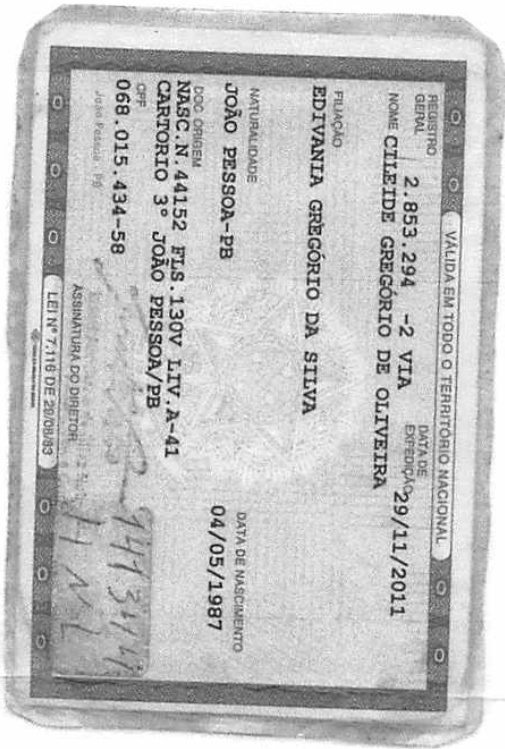 VÁLIDA EM TODO O TERRITÓRIO NACIONAL
REGISTRO GERAL 2.853.294 -2 VIA DATA DE EXPEDIÇÃO 29/11/2011
NOME CILEIDE GREGÓRIO DE OLIVEIRA
FILIAÇÃO
EDIVANIA GREGÓRIO DA SILVA
NATURALIDADE DATA DE NASCIMENTO
JOÃO PESSOA-PB 04/05/1987
DOC ORIGEM
NASC.N.44152 FLS.130V LIV.A-41
CARTORIO 3º JOÃO PESSOA/PB
CPF
068.015.434-58
João Pessoa - PB
ASSINATURA DO DIRETOR
LEI Nº 7.116 DE 29/08/83